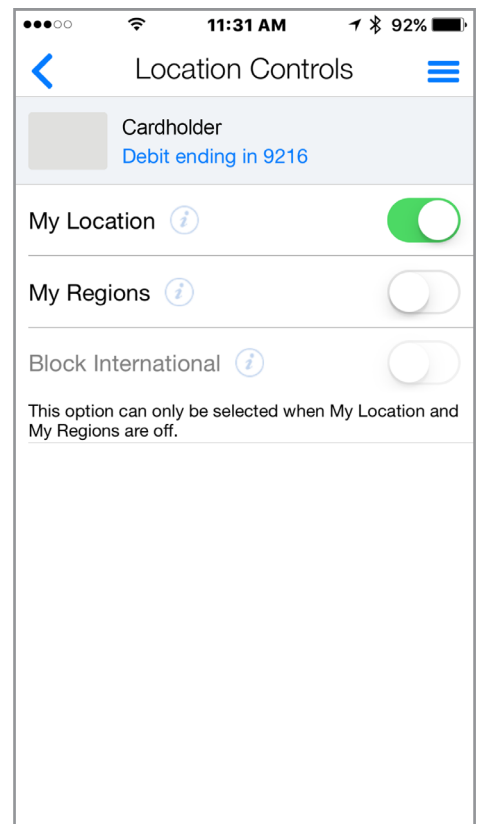 11:31 AM 92%
Location Controls
Cardholder
Debit ending in 9216
My Location i
My Regions i
Block International i
This option can only be selected when My Location and
My Regions are off.